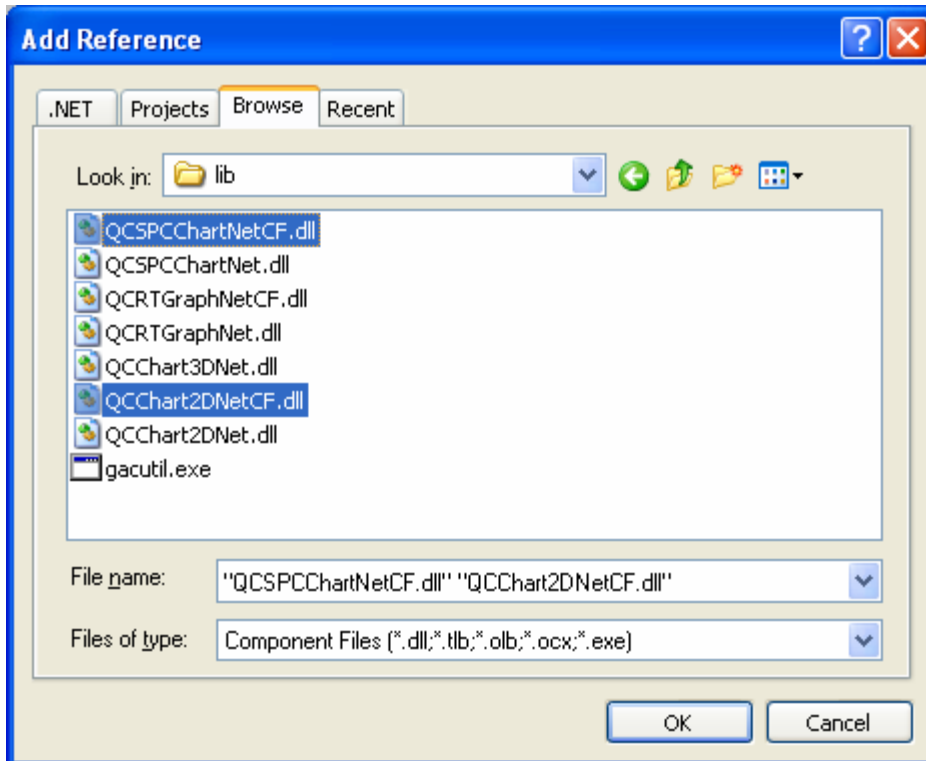 Add Reference
.NET Projects Browse Recent
Look in: lib
QCSPCChartNetCF.dll
QCSPCChartNet.dll
QCRTGraphNetCF.dll
QCRTGraphNet.dll
QCChart3DNet.dll
QCChart2DNetCF.dll
QCChart2DNet.dll
gacutil.exe
File name: "QCSPCChartNetCF.dll" "QCChart2DNetCF.dll"
Files of type: Component Files (*.dll;*.tlb;*.olb;*.ocx;*.exe)
OK Cancel